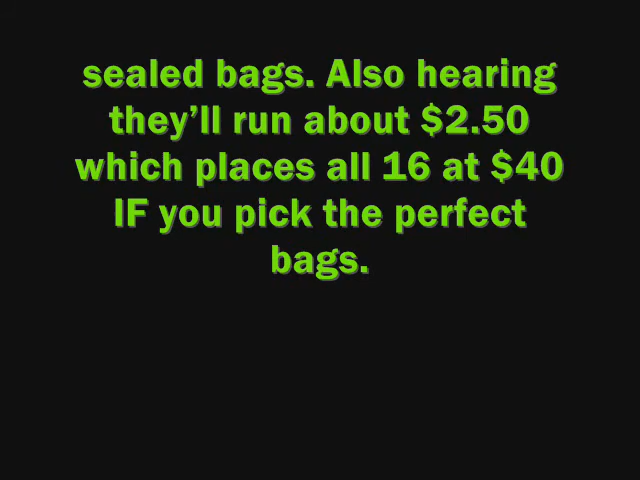 sealed bags. Also hearing
they’ll run about $2.50
which places all 16 at $40
IF you pick the perfect
bags.